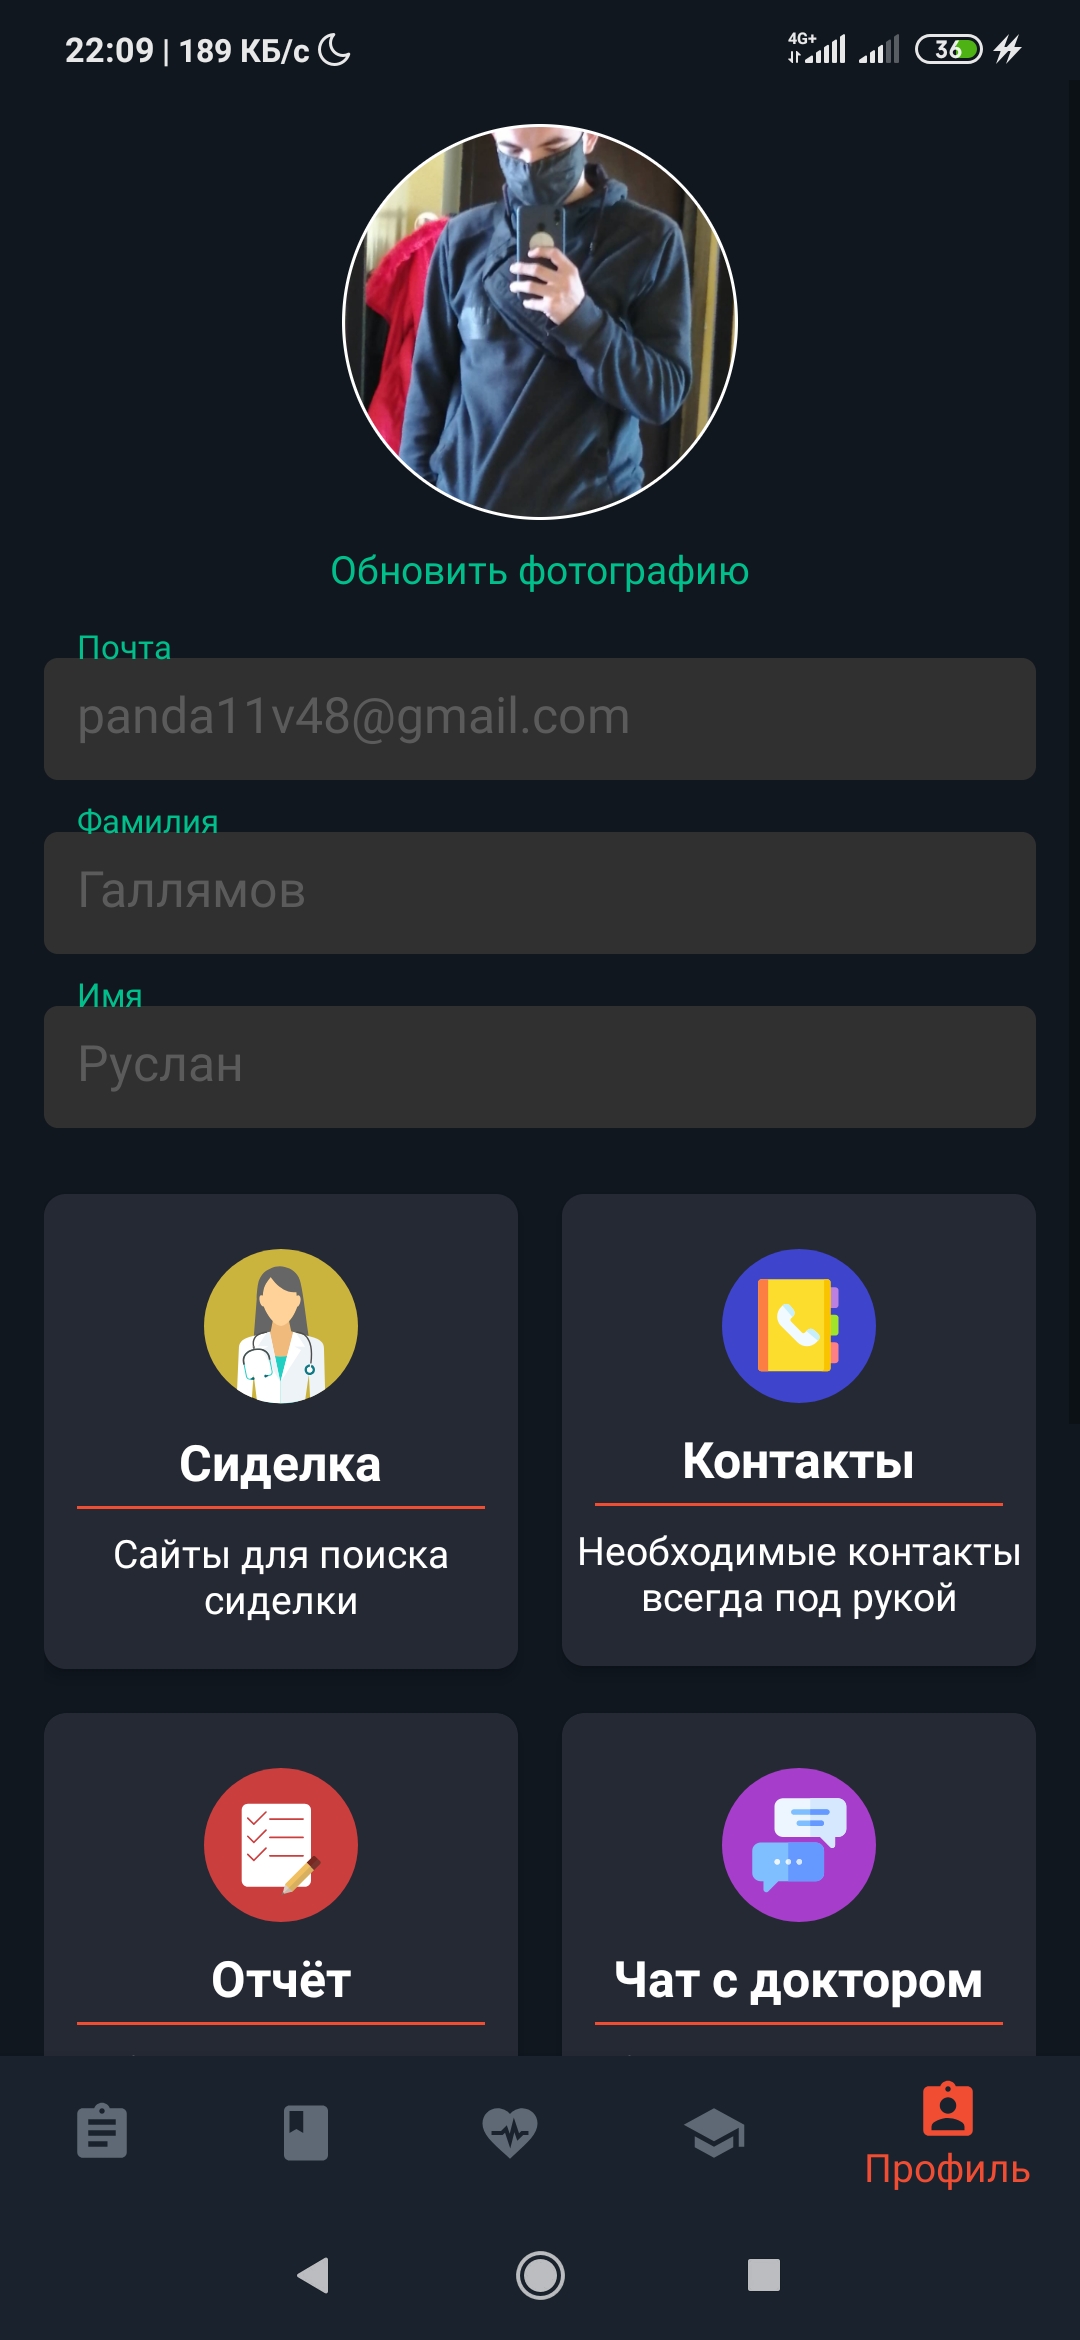 22:09 | 189 КБ/с
4G+
36
Обновить фотографию
Почта
panda11v48@gmail.com
Фамилия
Галлямов
Имя
Руслан
Сиделка
Сайты для поиска
сиделки
Контакты
Необходимые контакты
всегда под рукой
Отчёт
Чат с доктором
Профиль